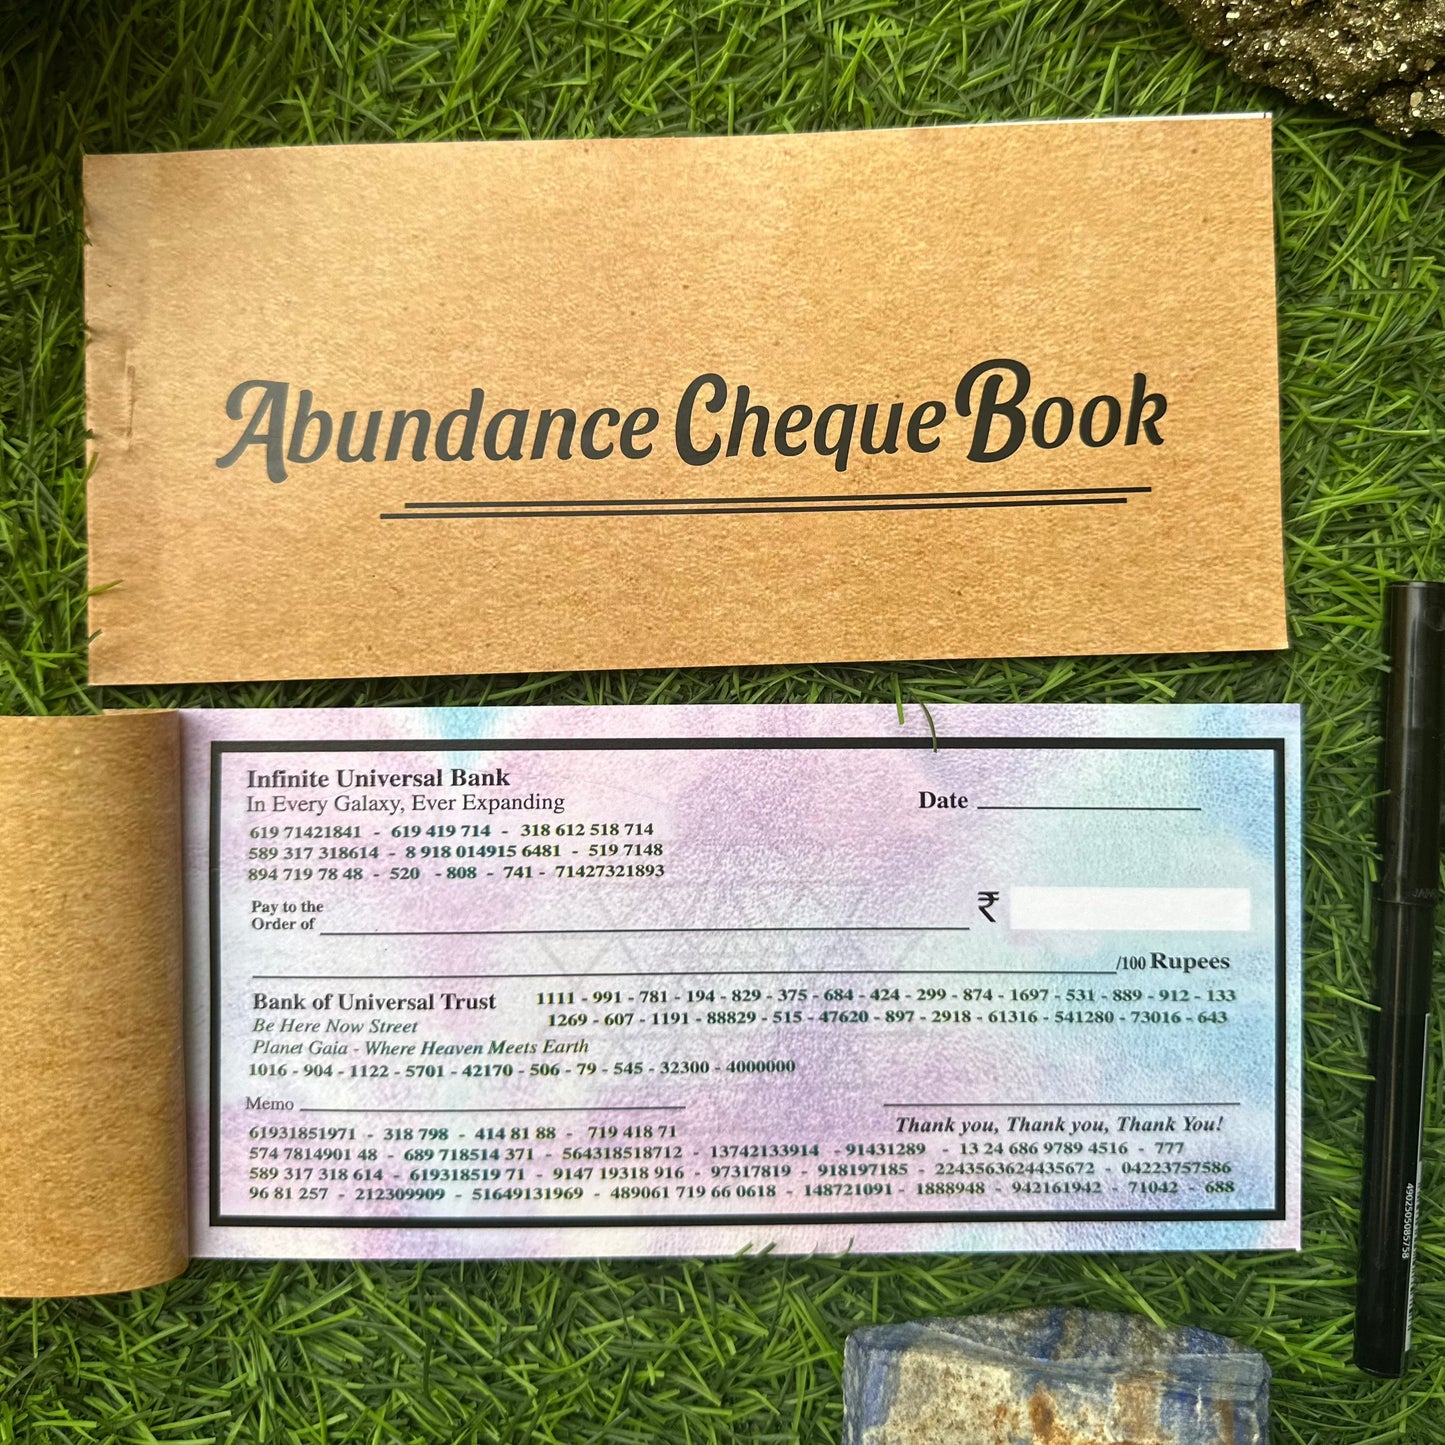 Abundance Cheque Book
Infinite Universal Bank
In Every Galaxy, Ever Expanding
Date
619 71421841 - 619 419 714 - 318 612 518 714
589 317 318614 - 8 918 014915 6481 - 519 7148
894 719 78 48 - 520 - 808 - 741 - 71427321893
Pay to the
Order of
₹
/100 Rupees
Bank of Universal Trust
1111 - 991 - 781 - 194 - 829 - 375 - 684 - 424 - 299 - 874 - 1697 - 531 - 889 - 912 - 133
Be Here Now Street
1269 - 607 - 1191 - 88829 - 515 - 47620 - 897 - 2918 - 61316 - 541280 - 73016 - 643
Planet Gaia - Where Heaven Meets Earth
1016 - 904 - 1122 - 5701 - 42170 - 506 - 79 - 545 - 32300 - 4000000
Memo
Thank you, Thank you, Thank You!
61931851971 - 318 798 - 414 81 88 - 719 418 71
574 7814901 48 - 689 718514 371 - 564318518712 - 13742133914 - 91431289 - 13 24 686 9789 4516 - 777
589 317 318 614 - 619318519 71 - 9147 19318 916 - 97317819 - 918197185 - 2243563624435672 - 04223757586
96 81 257 - 212309909 - 51649131969 - 489061 719 66 0618 - 148721091 - 1888948 - 942161942 - 71042 - 688
4902505085758